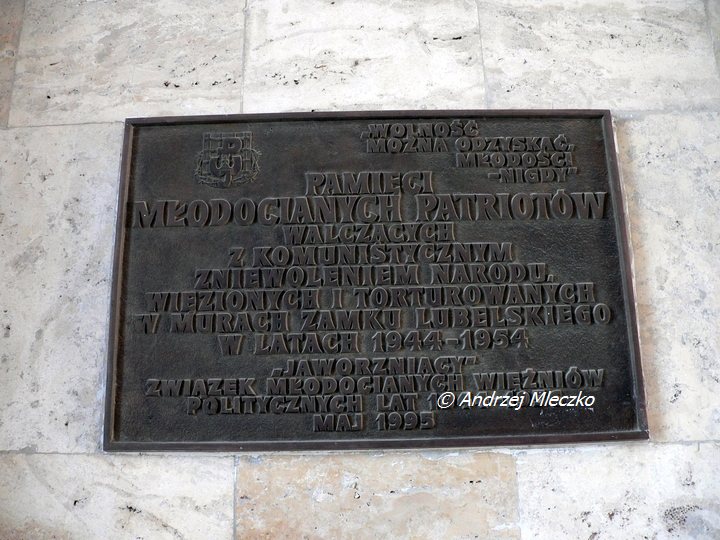 „WOLNOŚĆ
MOŻNA ODZYSKAĆ,
MŁODOŚCI
–NIGDY"
PAMIĘCI
MŁODOCIANYCH PATRIOTÓW
WALCZĄCYCH
Z KOMUNISTYCZNYM
ZNIEWOLENIEM NARODU,
WIĘZIONYCH I TORTUROWANYCH
W MURACH ZAMKU LUBELSKIEGO
W LATACH 1944–1954
„JAWORZNIACY"
ZWIĄZEK MŁODOCIANYCH WIĘŹNIÓW
POLITYCZNYCH LAT
MAJ 1995
© Andrzej Mleczko